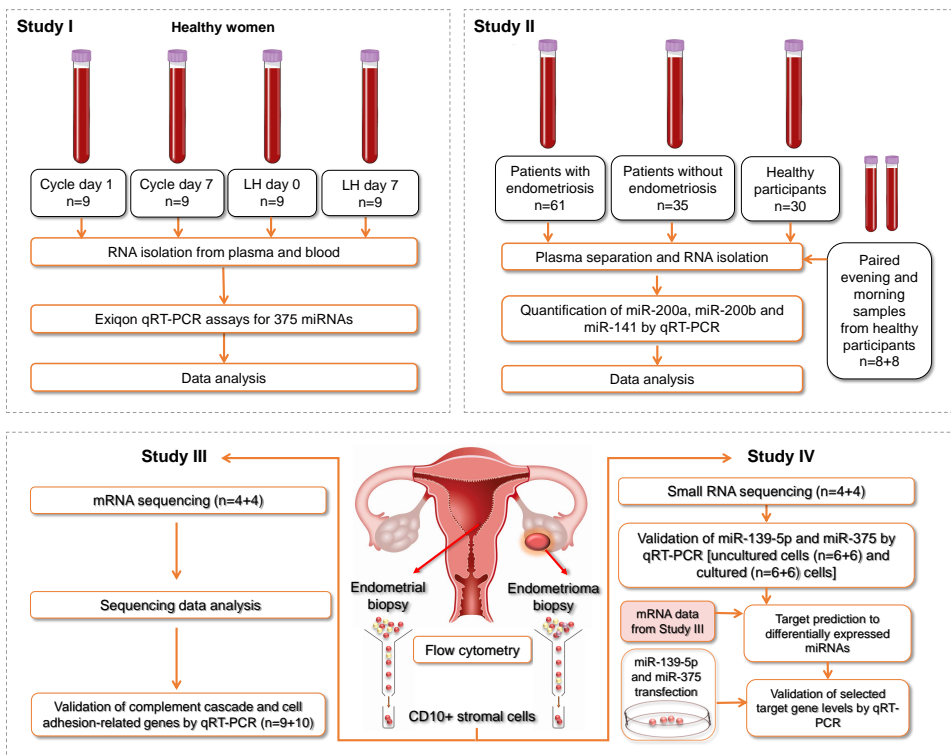 Study I
Healthy women
Cycle day 1
n=9
Cycle day 7
n=9
LH day 0
n=9
LH day 7
n=9
RNA isolation from plasma and blood
Exiqon qRT-PCR assays for 375 miRNAs
Data analysis
Study II
Patients with
endometriosis
n=61
Patients without
endometriosis
n=35
Healthy
participants
n=30
Plasma separation and RNA isolation
Paired
evening and
morning
samples
from healthy
participants
n=8+8
Quantification of miR-200a, miR-200b and
miR-141 by qRT-PCR
Data analysis
Study III
mRNA sequencing (n=4+4)
Sequencing data analysis
Validation of complement cascade and cell
adhesion-related genes by qRT-PCR (n=9+10)
Endometrial
biopsy
Endometrioma
biopsy
Flow cytometry
CD10+ stromal cells
Study IV
Small RNA sequencing (n=4+4)
Validation of miR-139-5p and miR-375 by
qRT-PCR [uncultured cells (n=6+6) and
cultured (n=6+6) cells]
mRNA data
from Study III
Target prediction to
differentially expressed
miRNAs
miR-139-5p
and miR-375
transfection
Validation of selected
target gene levels by qRT-
PCR